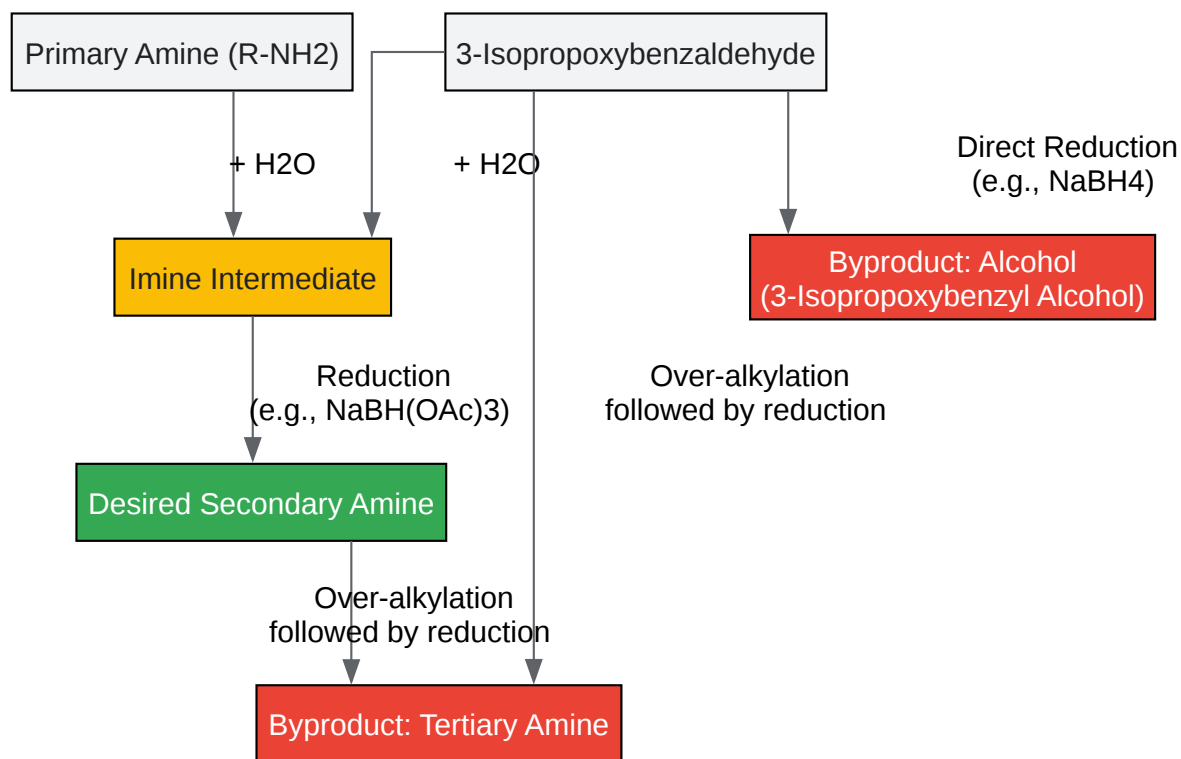 Primary Amine (R-NH2)
3-Isopropoxybenzaldehyde
+ H2O
+ H2O
Direct Reduction
(e.g., NaBH4)
Imine Intermediate
Byproduct: Alcohol
(3-Isopropoxybenzyl Alcohol)
Reduction
(e.g., NaBH(OAc)3)
Over-alkylation
followed by reduction
Desired Secondary Amine
Over-alkylation
followed by reduction
Byproduct: Tertiary Amine